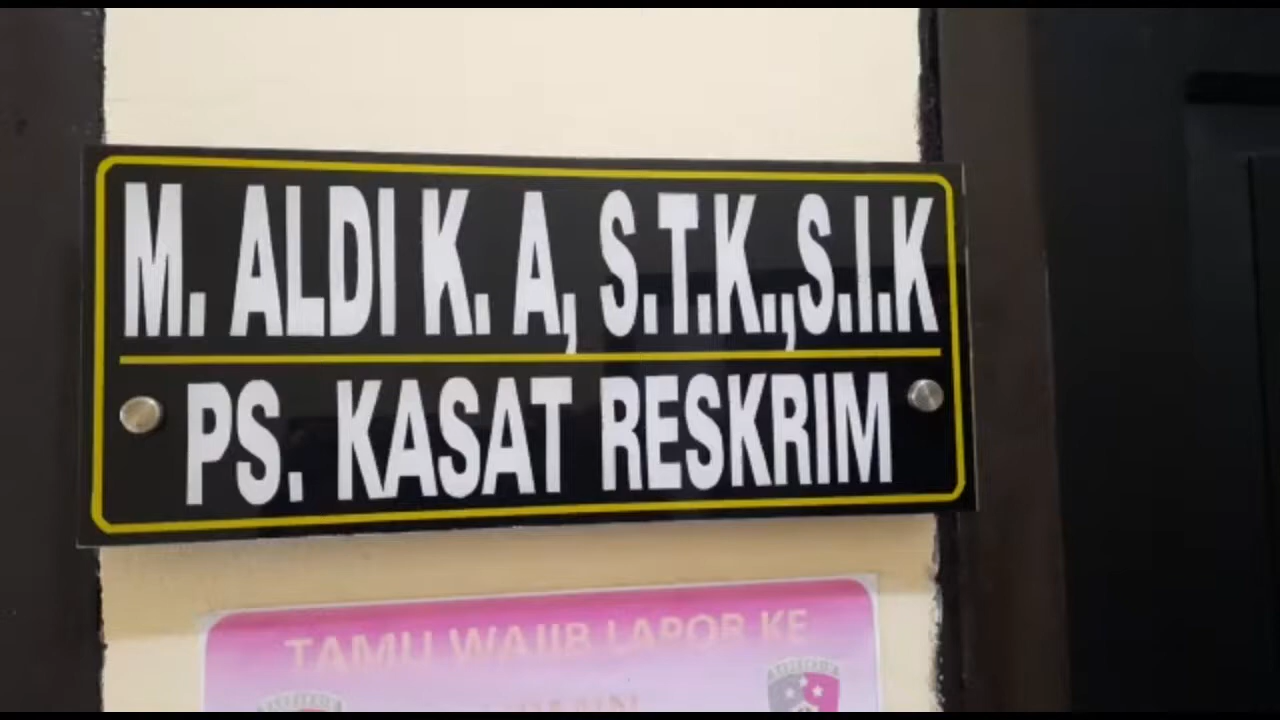 M. ALDI K. A, S.T.K.,S.I.K
PS. KASAT RESKRIM
TAMU WAJIB LAPOR KE